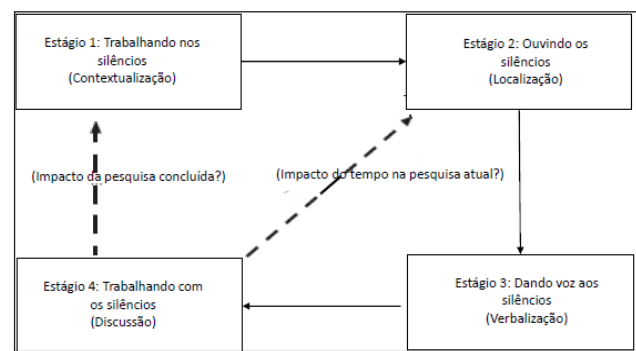 Estágio 1: Trabalhando nos
silêncios
(Contextualização)
Estágio 2: Ouvindo os
silêncios
(Localização)
(Impacto da pesquisa concluída?)
(Impacto do tempo na pesquisa atual?)
Estágio 4: Trabalhando com
os silêncios
(Discussão)
Estágio 3: Dando voz aos
silêncios
(Verbalização)